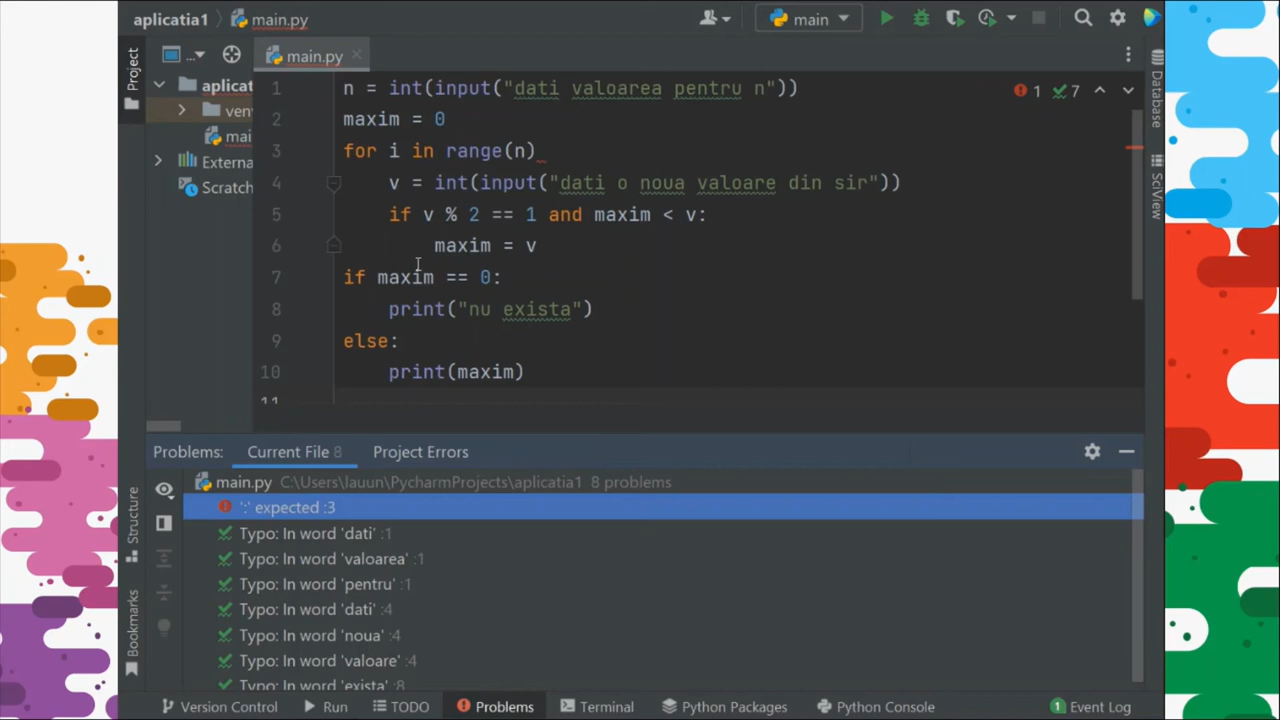 aplicatia1 main.py main
Project ... main.py Database
aplicat
ven
mai
Externa
Scratch
SciView
1 7
1 n = int(input("dati valoarea pentru n"))
2 maxim = 0
3 for i in range(n)
4 v = int(input("dati o noua valoare din sir"))
5 if v % 2 == 1 and maxim < v:
6 maxim = v
7 if maxim == 0:
8 print("nu exista")
9 else:
10 print(maxim)
11
Problems: Current File 8 Project Errors
main.py C:\Users\lauun\PycharmProjects\aplicatia1 8 problems
':' expected :3
Typo: In word 'dati' :1
Typo: In word 'valoarea' :1
Typo: In word 'pentru' :1
Typo: In word 'dati' :4
Typo: In word 'noua' :4
Typo: In word 'valoare' :4
Typo: In word 'exista' :8
Structure
Bookmarks
Version Control Run TODO Problems Terminal Python Packages Python Console 1 Event Log